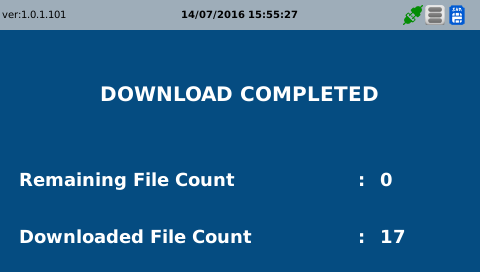 ver:1.0.1.101 14/07/2016 15:55:27
DOWNLOAD COMPLETED
Remaining File Count : 0
Downloaded File Count : 17